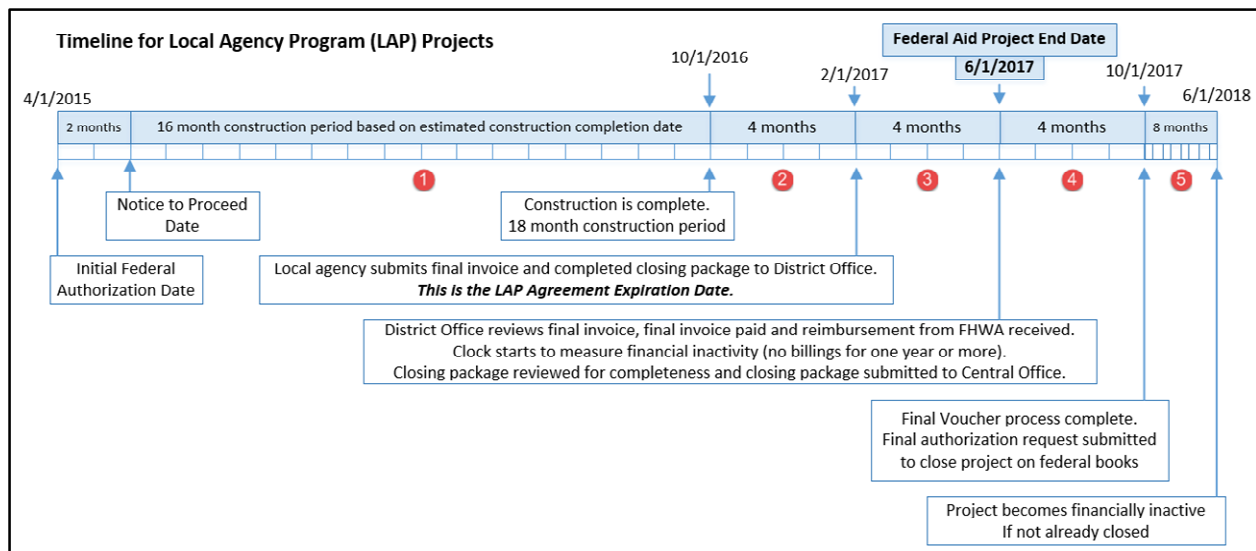 Timeline for Local Agency Program (LAP) Projects
Federal Aid Project End Date
6/1/2017
10/1/2016
2/1/2017
10/1/2017
4/1/2015
6/1/2018
2 months
16 month construction period based on estimated construction completion date
4 months
4 months
4 months
8 months
1
2
3
4
5
Notice to Proceed
Date
Construction is complete.
18 month construction period
Initial Federal
Authorization Date
Local agency submits final invoice and completed closing package to District Office.
This is the LAP Agreement Expiration Date.
District Office reviews final invoice, final invoice paid and reimbursement from FHWA received.
Clock starts to measure financial inactivity (no billings for one year or more).
Closing package reviewed for completeness and closing package submitted to Central Office.
Final Voucher process complete.
Final authorization request submitted
to close project on federal books
Project becomes financially inactive
If not already closed